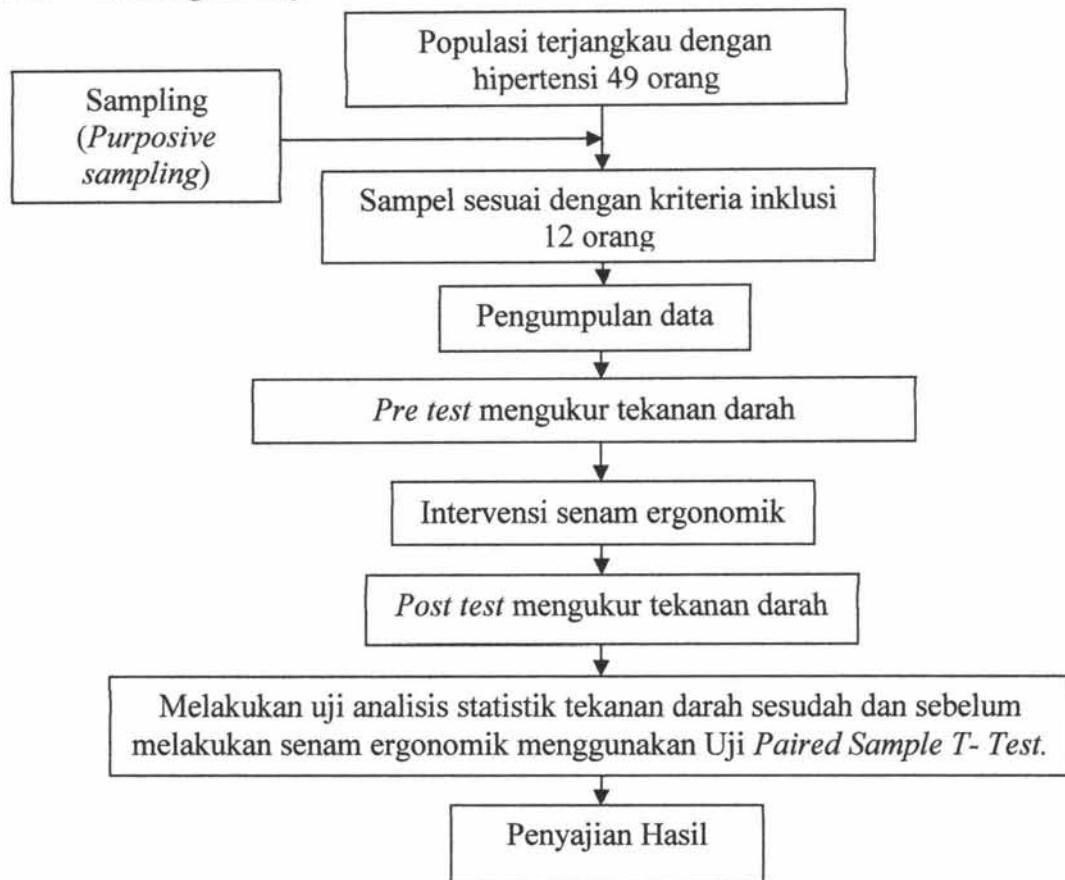 Populasi terjangkau dengan
hipertensi 49 orang
Sampling
(Purposive
sampling)
Sampel sesuai dengan kriteria inklusi
12 orang
Pengumpulan data
Pre test mengukur tekanan darah
Intervensi senam ergonomik
Post test mengukur tekanan darah
Melakukan uji analisis statistik tekanan darah sesudah dan sebelum
melakukan senam ergonomik menggunakan Uji Paired Sample T- Test.
Penyajian Hasil